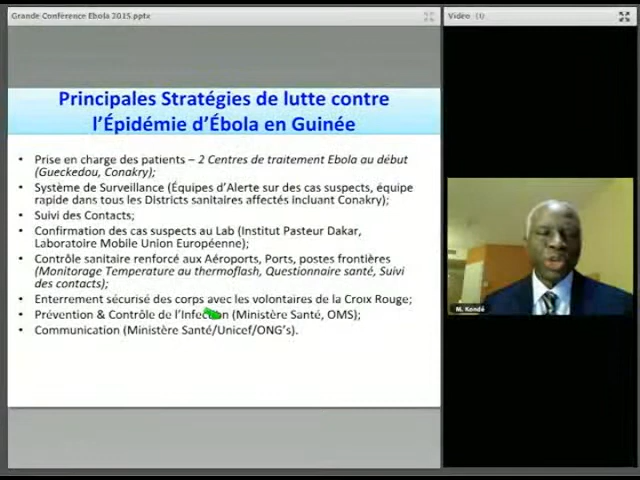 Grande Conférence Ebola 2015.pptx
Principales Stratégies de lutte contre
l'Épidémie d'Ébola en Guinée
• Prise en charge des patients – 2 Centres de traitement Ebola au début
(Gueckedou, Conakry);
• Système de Surveillance (Équipes d'Alerte sur des cas suspects, équipe
rapide dans tous les Districts sanitaires affectés incluant Conakry);
• Suivi des Contacts;
• Confirmation des cas suspects au Lab (Institut Pasteur Dakar,
Laboratoire Mobile Union Européenne);
• Contrôle sanitaire renforcé aux Aéroports, Ports, postes frontières
(Monitorage Temperature au thermoflash, Questionnaire santé, Suivi
des contacts);
• Enterrement sécurisé des corps avec les volontaires de la Croix Rouge;
• Prévention & Contrôle de l'Infection (Ministère Santé, OMS);
• Communication (Ministère Santé/Unicef/ONG's).
Video
M. Kondé